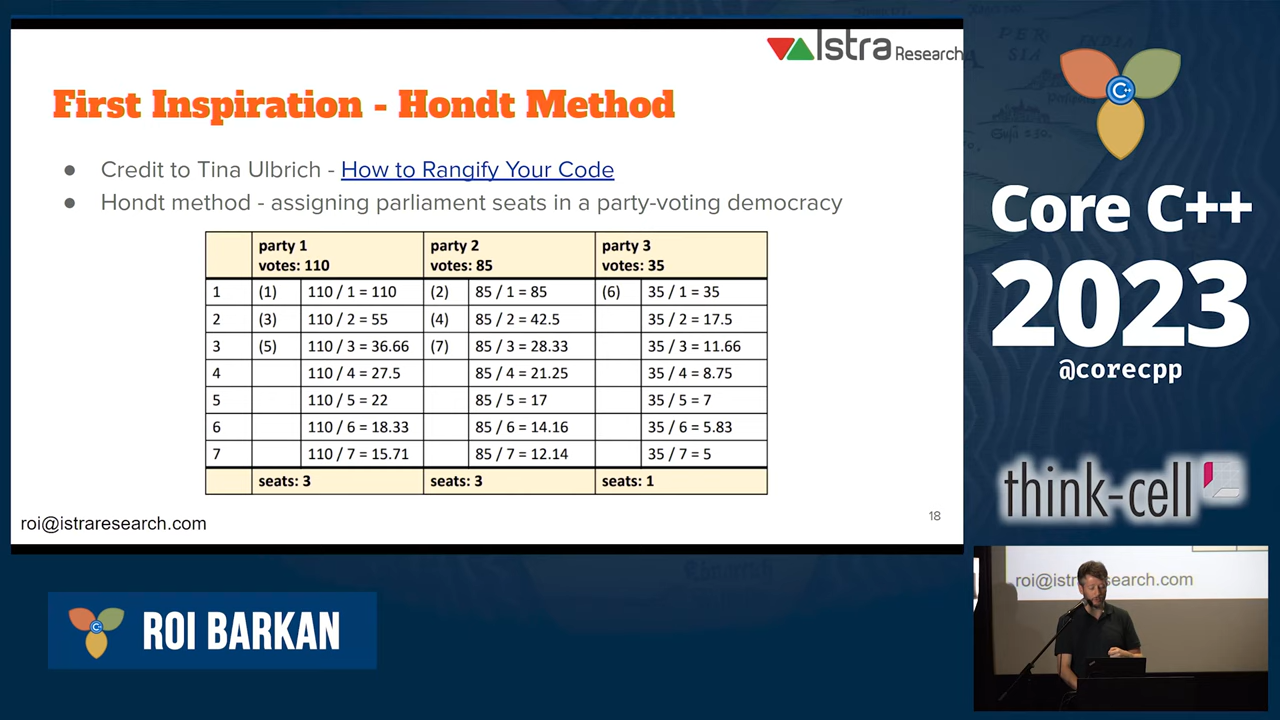 Istra Research
First Inspiration - Hondt Method
● Credit to Tina Ulbrich - How to Rangify Your Code
● Hondt method - assigning parliament seats in a party-voting democracy
party 1 party 2 party 3
votes: 110 votes: 85 votes: 35
1 (1) 110 / 1 = 110 (2) 85 / 1 = 85 (6) 35 / 1 = 35
2 (3) 110 / 2 = 55 (4) 85 / 2 = 42.5 35 / 2 = 17.5
3 (5) 110 / 3 = 36.66 (7) 85 / 3 = 28.33 35 / 3 = 11.66
4 110 / 4 = 27.5 85 / 4 = 21.25 35 / 4 = 8.75
5 110 / 5 = 22 85 / 5 = 17 35 / 5 = 7
6 110 / 6 = 18.33 85 / 6 = 14.16 35 / 6 = 5.83
7 110 / 7 = 15.71 85 / 7 = 12.14 35 / 7 = 5
seats: 3 seats: 3 seats: 1
roi@istraresearch.com
18
C++
Core C++
2023
@corecpp
think-cell
roi@istraresearch.com
C++
ROI BARKAN